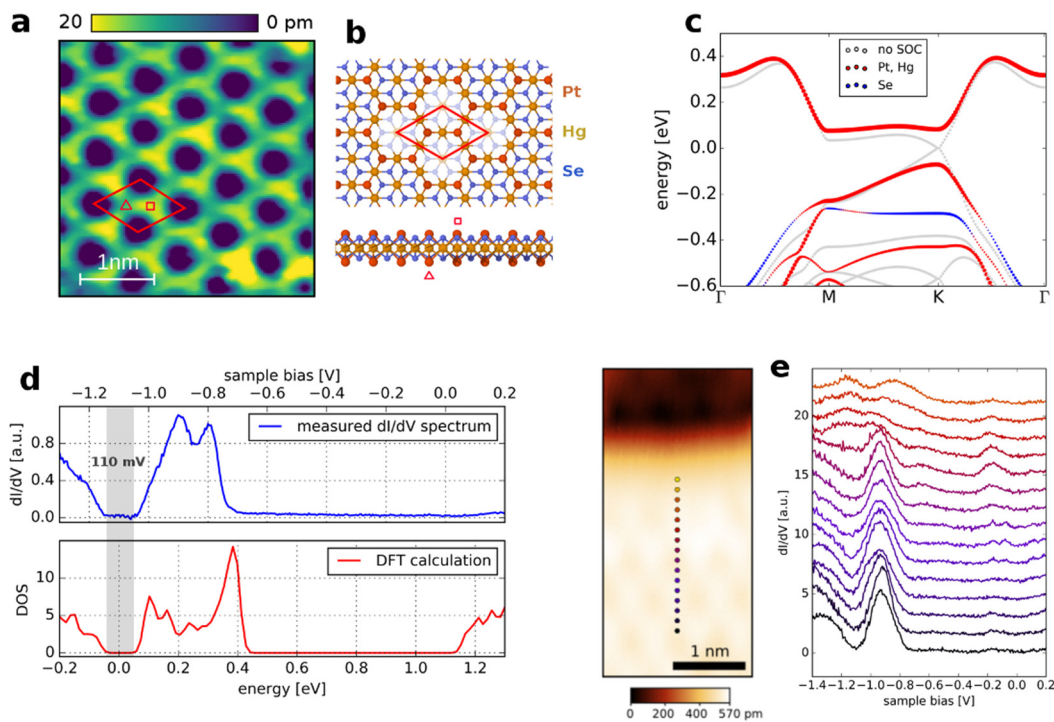 a
20
0 pm
1nm
b
Pt
Hg
Se
c
energy [eV]
0.4
0.2
0.0
−0.2
−0.4
−0.6
no SOC
Pt, Hg
Se
Γ
M
K
Γ
d
sample bias [V]
−1.2
−1.0
−0.8
−0.6
−0.4
−0.2
0.0
0.2
dI/dV [a.u.]
0.8
0.4
0.0
110 mV
measured dI/dV spectrum
DOS
10
5
0
DFT calculation
−0.2
0.0
0.2
0.4
0.6
0.8
1.0
1.2
energy [eV]
1 nm
0
200
400
570 pm
e
dI/dV [a.u.]
20
15
10
5
0
−1.4
−1.2
−1.0
−0.8
−0.6
−0.4
−0.2
0.0
0.2
sample bias [V]